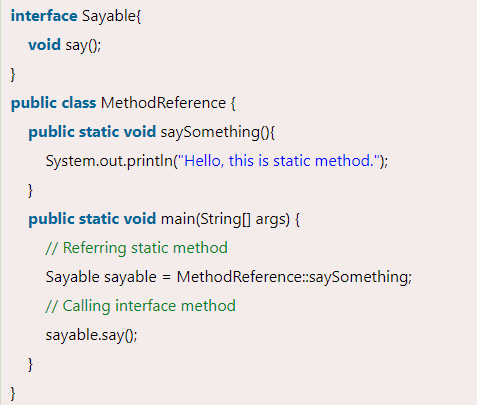 interface Sayable{
void say();
}
public class MethodReference {
public static void saySomething(){
System.out.println("Hello, this is static method.");
}
public static void main(String[] args) {
// Referring static method
Sayable sayable = MethodReference::saySomething;
// Calling interface method
sayable.say();
}
}